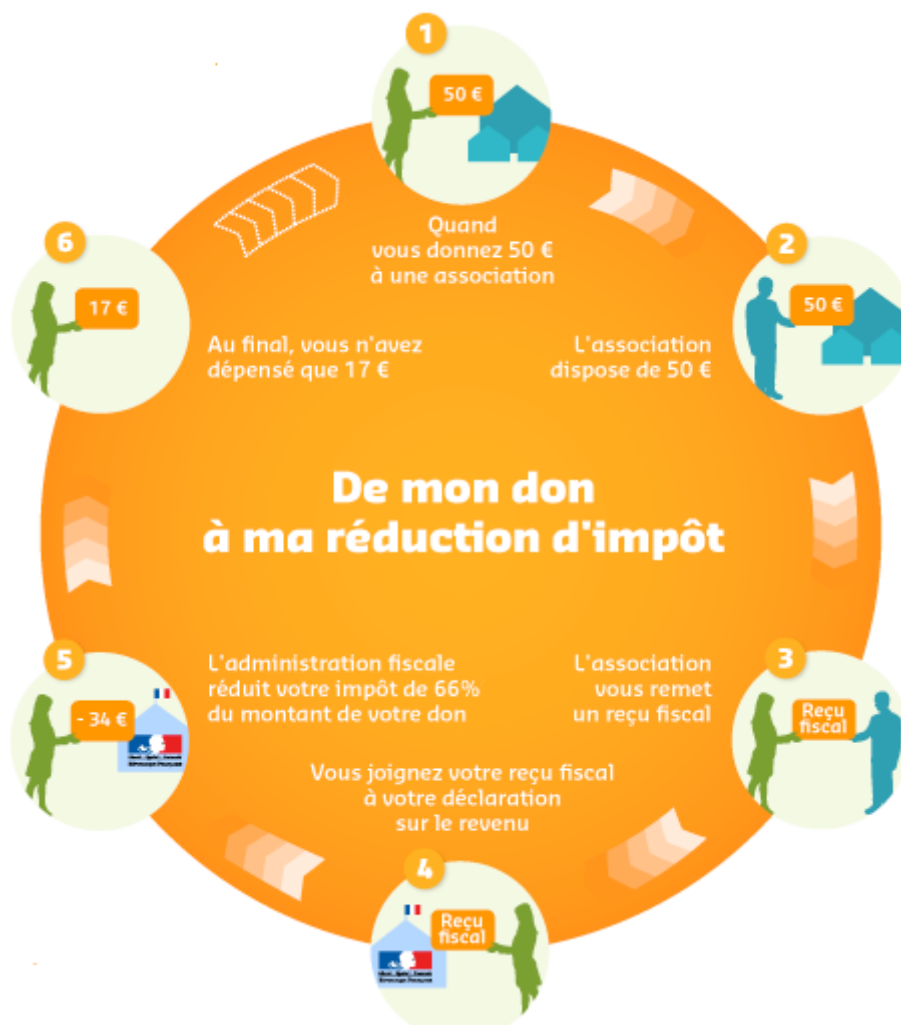 1
50 €
Quand
vous donnez 50 €
à une association
2
50 €
L'association
dispose de 50 €
3
Reçu
fiscal
L'association
vous remet
un reçu fiscal
4
Reçu
fiscal
Vous joignez votre reçu fiscal
à votre déclaration
sur le revenu
5
- 34 €
L'administration fiscale
réduit votre impôt de 66%
du montant de votre don
6
17 €
Au final, vous n'avez
dépensé que 17 €
De mon don
à ma réduction d'impôt